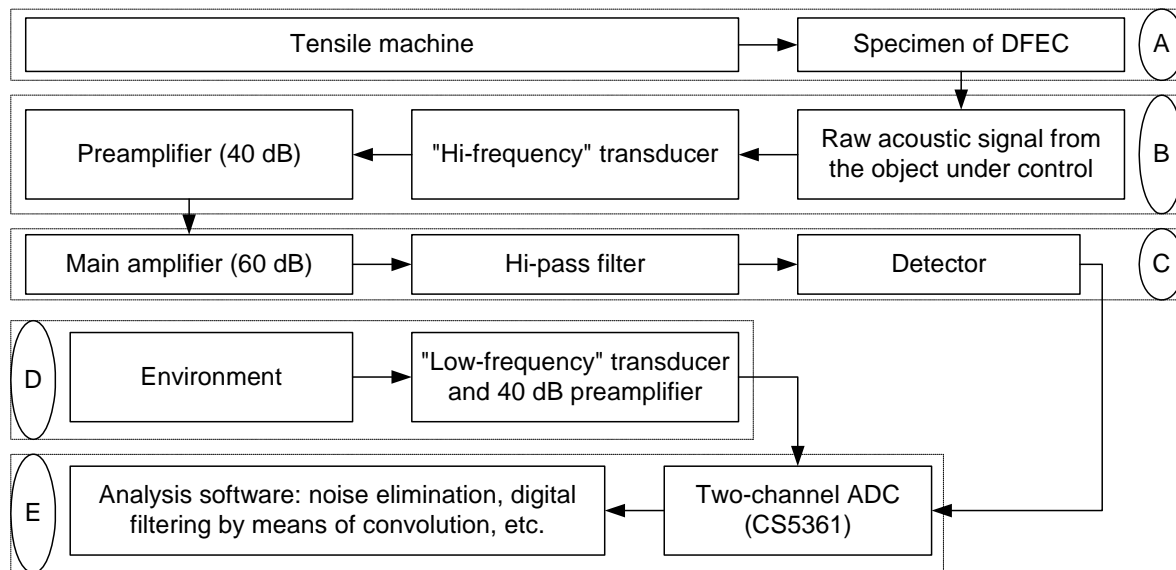 Tensile machine
Specimen of DFEC
A
Preamplifier (40 dB)
"Hi-frequency" transducer
Raw acoustic signal from
the object under control
B
Main amplifier (60 dB)
Hi-pass filter
Detector
C
D
Environment
"Low-frequency" transducer
and 40 dB preamplifier
E
Analysis software: noise elimination, digital
filtering by means of convolution, etc.
Two-channel ADC
(CS5361)